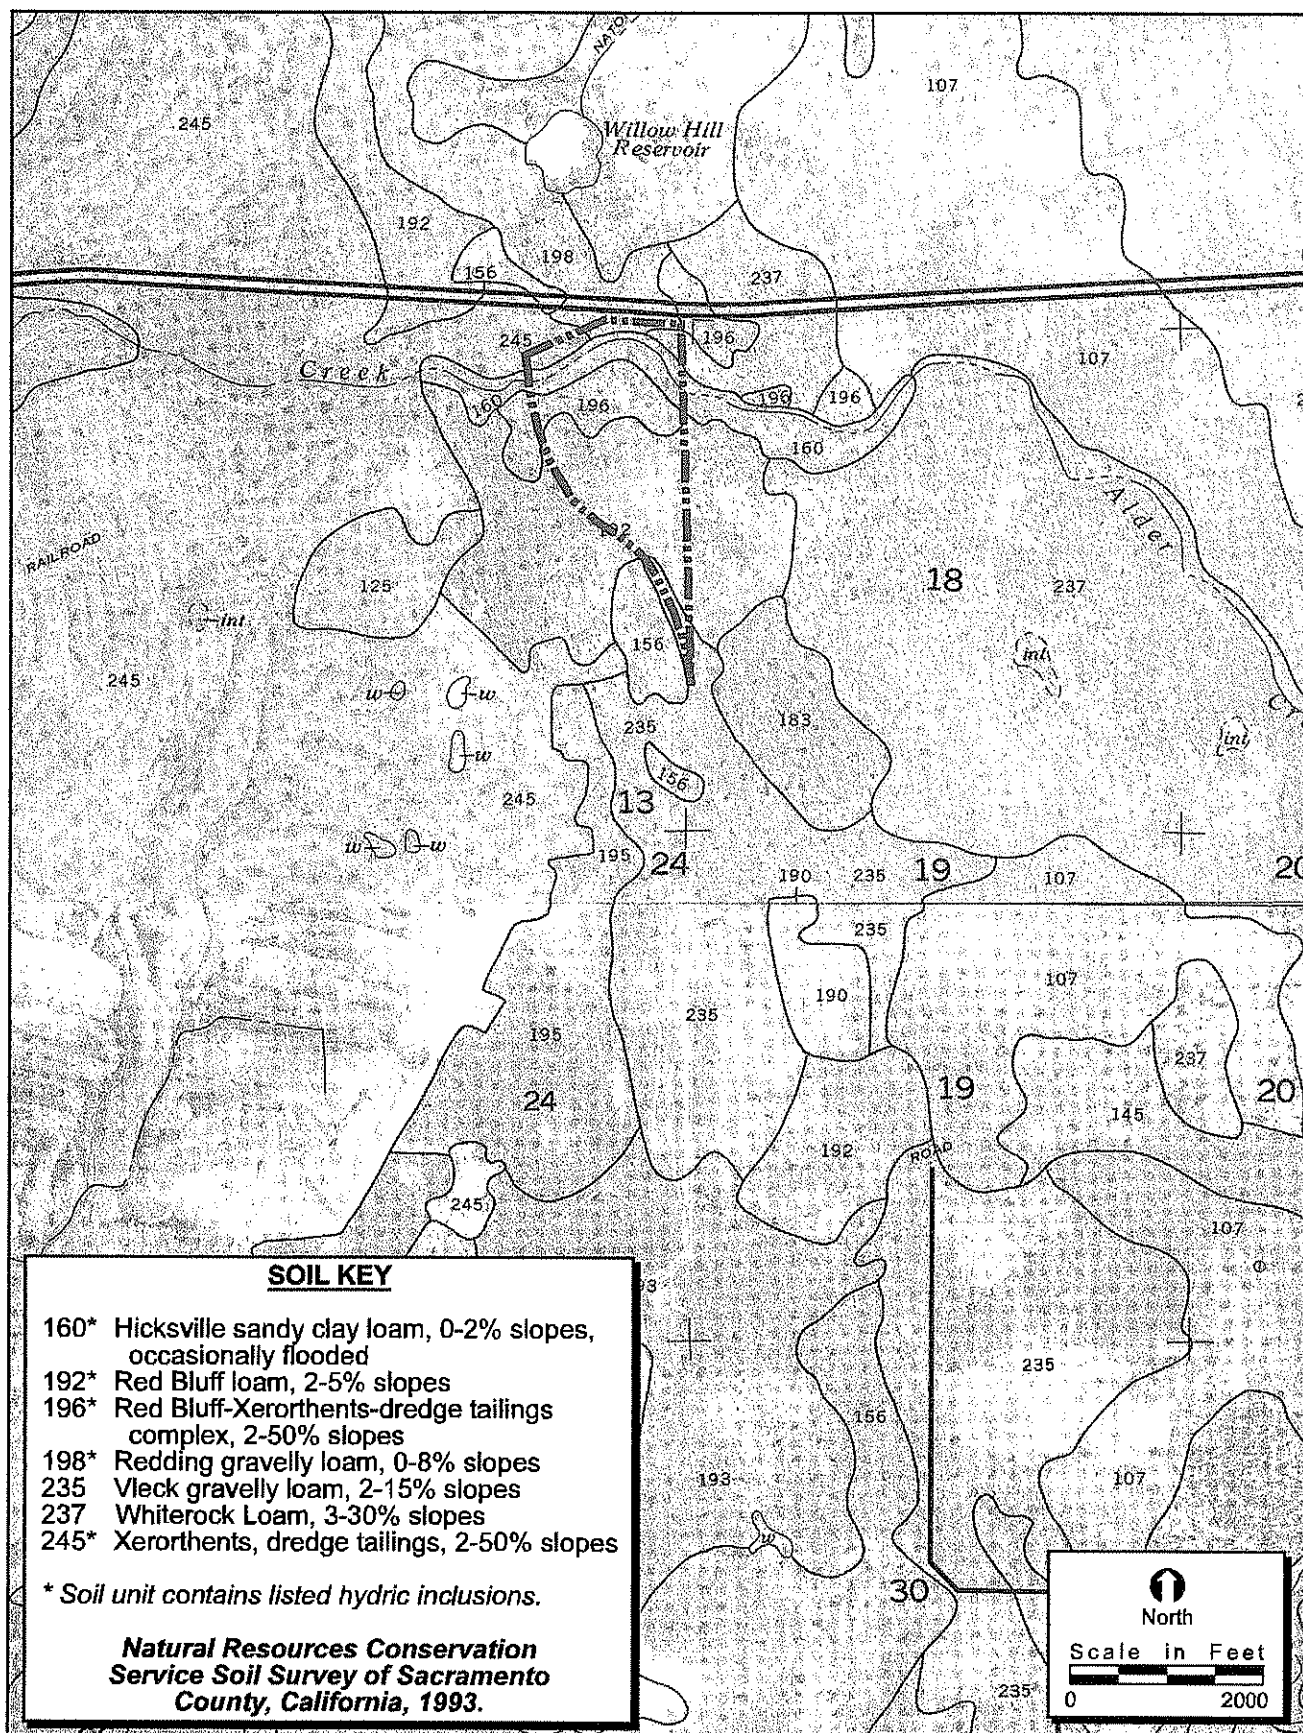 NATO
107
245
Willow Hill
Reservoir
192
198
156
237
196
245
107
Creek
160
196
196
196
160
Alder
RAILROAD
18
125
237
int
156
int
245
w
w
183
235
int
w
156
245
13
w
w
195
24
190
235
19
107
20
235
107
190
235
237
195
24
19
20
145
192
ROAD
245
107
SOIL KEY
160* Hicksville sandy clay loam, 0-2% slopes,
occasionally flooded
192* Red Bluff loam, 2-5% slopes
196* Red Bluff-Xerorthents-dredge tailings
complex, 2-50% slopes
198* Redding gravelly loam, 0-8% slopes
235 Vleck gravelly loam, 2-15% slopes
237 Whiterock Loam, 3-30% slopes
245* Xerorthents, dredge tailings, 2-50% slopes
* Soil unit contains listed hydric inclusions.
Natural Resources Conservation
Service Soil Survey of Sacramento
County, California, 1993.
93
235
156
193
107
w
30
235
North
Scale in Feet
0 2000